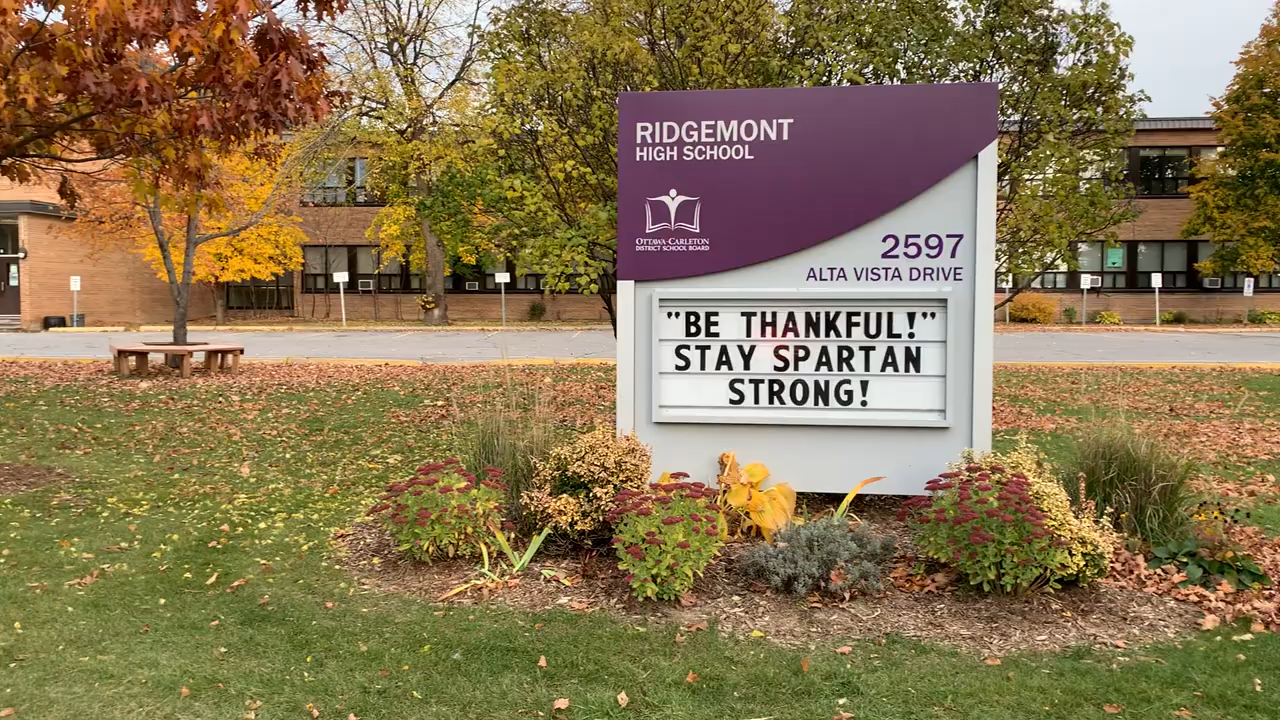 RIDGEMONT
HIGH SCHOOL
OTTAWA-CARLETON
DISTRICT SCHOOL BOARD
2597
ALTA VISTA DRIVE
"BE THANKFUL!"
STAY SPARTAN
STRONG!